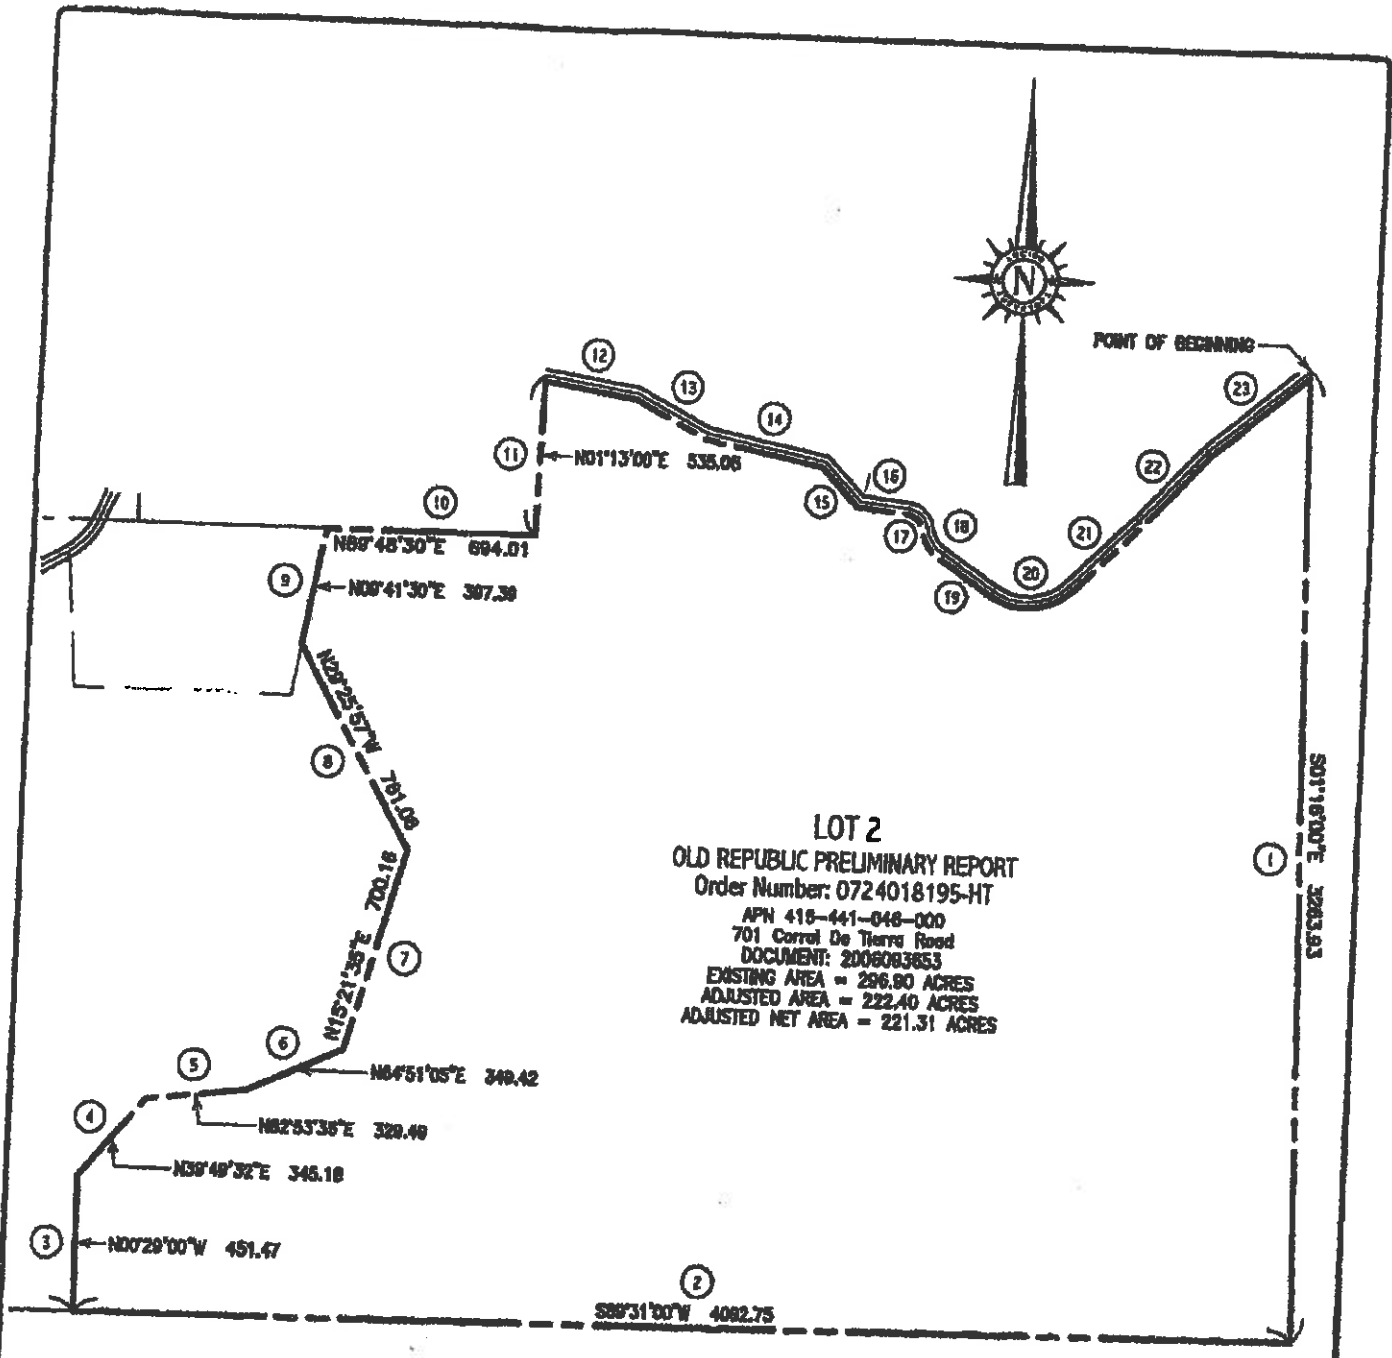 N
POINT OF BEGINNING
12
13
14
23
11
N01°13'00"E 535.06
22
16
15
10
17
18
21
N89°48'30"E 694.01
20
9
N09°41'30"E 397.39
19
N29°25'57"W 761.06
8
S01°16'00"E 3263.93
1
LOT 2
OLD REPUBLIC PRELIMINARY REPORT
Order Number: 0724018195-HT
APN 415-441-046-000
701 Corral De Tierra Road
DOCUMENT: 2006093653
EXISTING AREA = 296.90 ACRES
ADJUSTED AREA = 222.40 ACRES
ADJUSTED NET AREA = 221.31 ACRES
N15°21'35"E 700.16
7
6
5
N64°51'05"E 349.42
4
N82°53'35"E 329.49
N39°49'32"E 345.18
3
N00°29'00"W 451.47
2
S89°31'00"W 4092.75